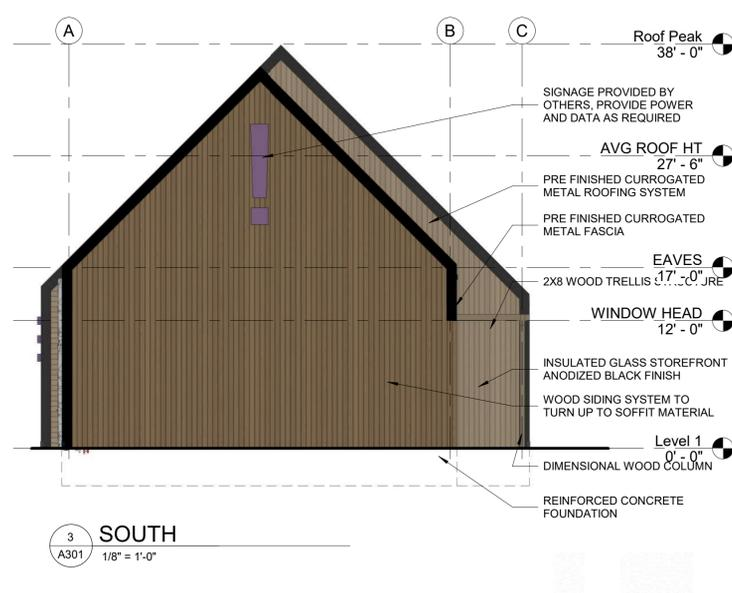 A
B
C
Roof Peak
38' - 0"
SIGNAGE PROVIDED BY
OTHERS, PROVIDE POWER
AND DATA AS REQUIRED
AVG ROOF HT
27' - 6"
PRE FINISHED CURROGATED
METAL ROOFING SYSTEM
PRE FINISHED CURROGATED
METAL FASCIA
EAVES
17' - 0"
2X8 WOOD TRELLIS STRUCTURE
WINDOW HEAD
12' - 0"
INSULATED GLASS STOREFRONT
ANODIZED BLACK FINISH
WOOD SIDING SYSTEM TO
TURN UP TO SOFFIT MATERIAL
Level 1
0' - 0"
DIMENSIONAL WOOD COLUMN
REINFORCED CONCRETE
FOUNDATION
3
A301
SOUTH
1/8" = 1'-0"